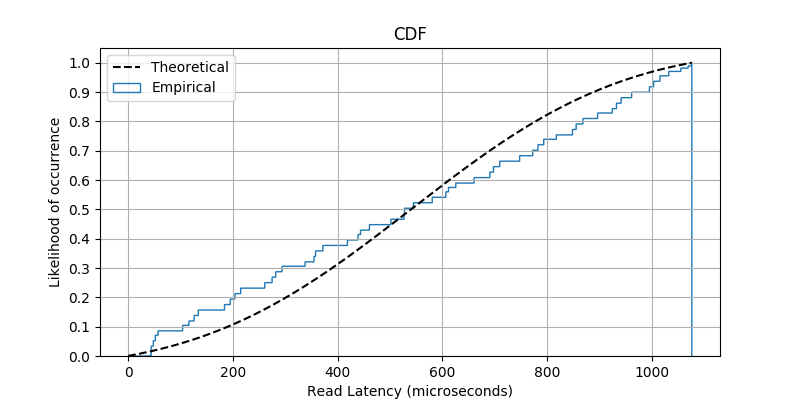 CDF
Theoretical
Empirical
Likelihood of occurrence
1.0
0.9
0.8
0.7
0.6
0.5
0.4
0.3
0.2
0.1
0.0
0 200 400 600 800 1000
Read Latency (microseconds)